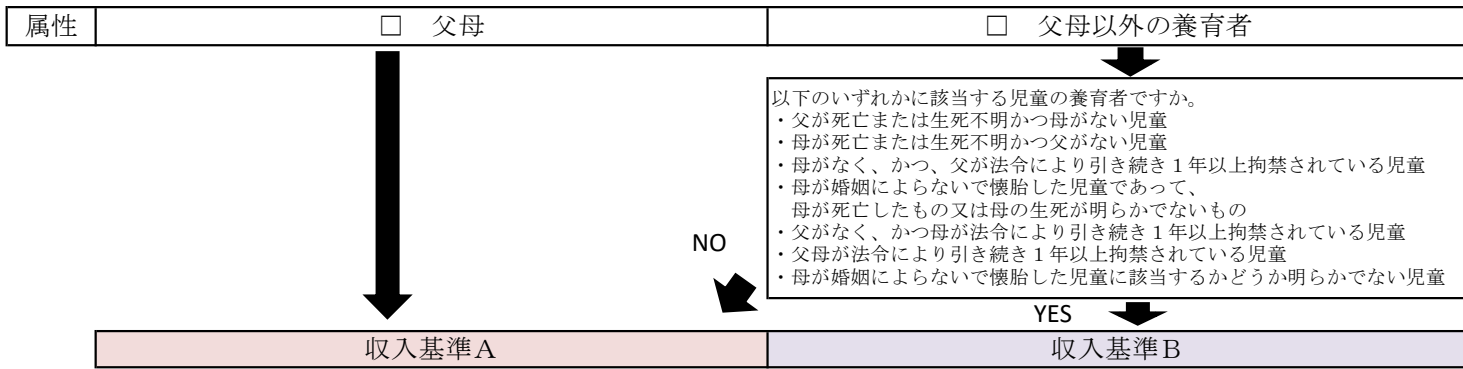 属性
□ 父母
□ 父母以外の養育者
以下のいずれかに該当する児童の養育者ですか。
・父が死亡または生死不明かつ母がない児童
・母が死亡または生死不明かつ父がない児童
・母がなく、かつ、父が法令により引き続き１年以上拘禁されている児童
・母が婚姻によらないで懐胎した児童であって、
母が死亡したもの又は母の生死が明らかでないもの
・父がなく、かつ母が法令により引き続き１年以上拘禁されている児童
・父母が法令により引き続き１年以上拘禁されている児童
・母が婚姻によらないで懐胎した児童に該当するかどうか明らかでない児童
NO
YES
収入基準Ａ
収入基準Ｂ